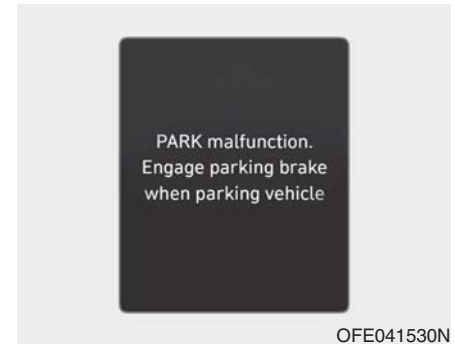 PARK malfunction.
Engage parking brake
when parking vehicle
OFE041530N